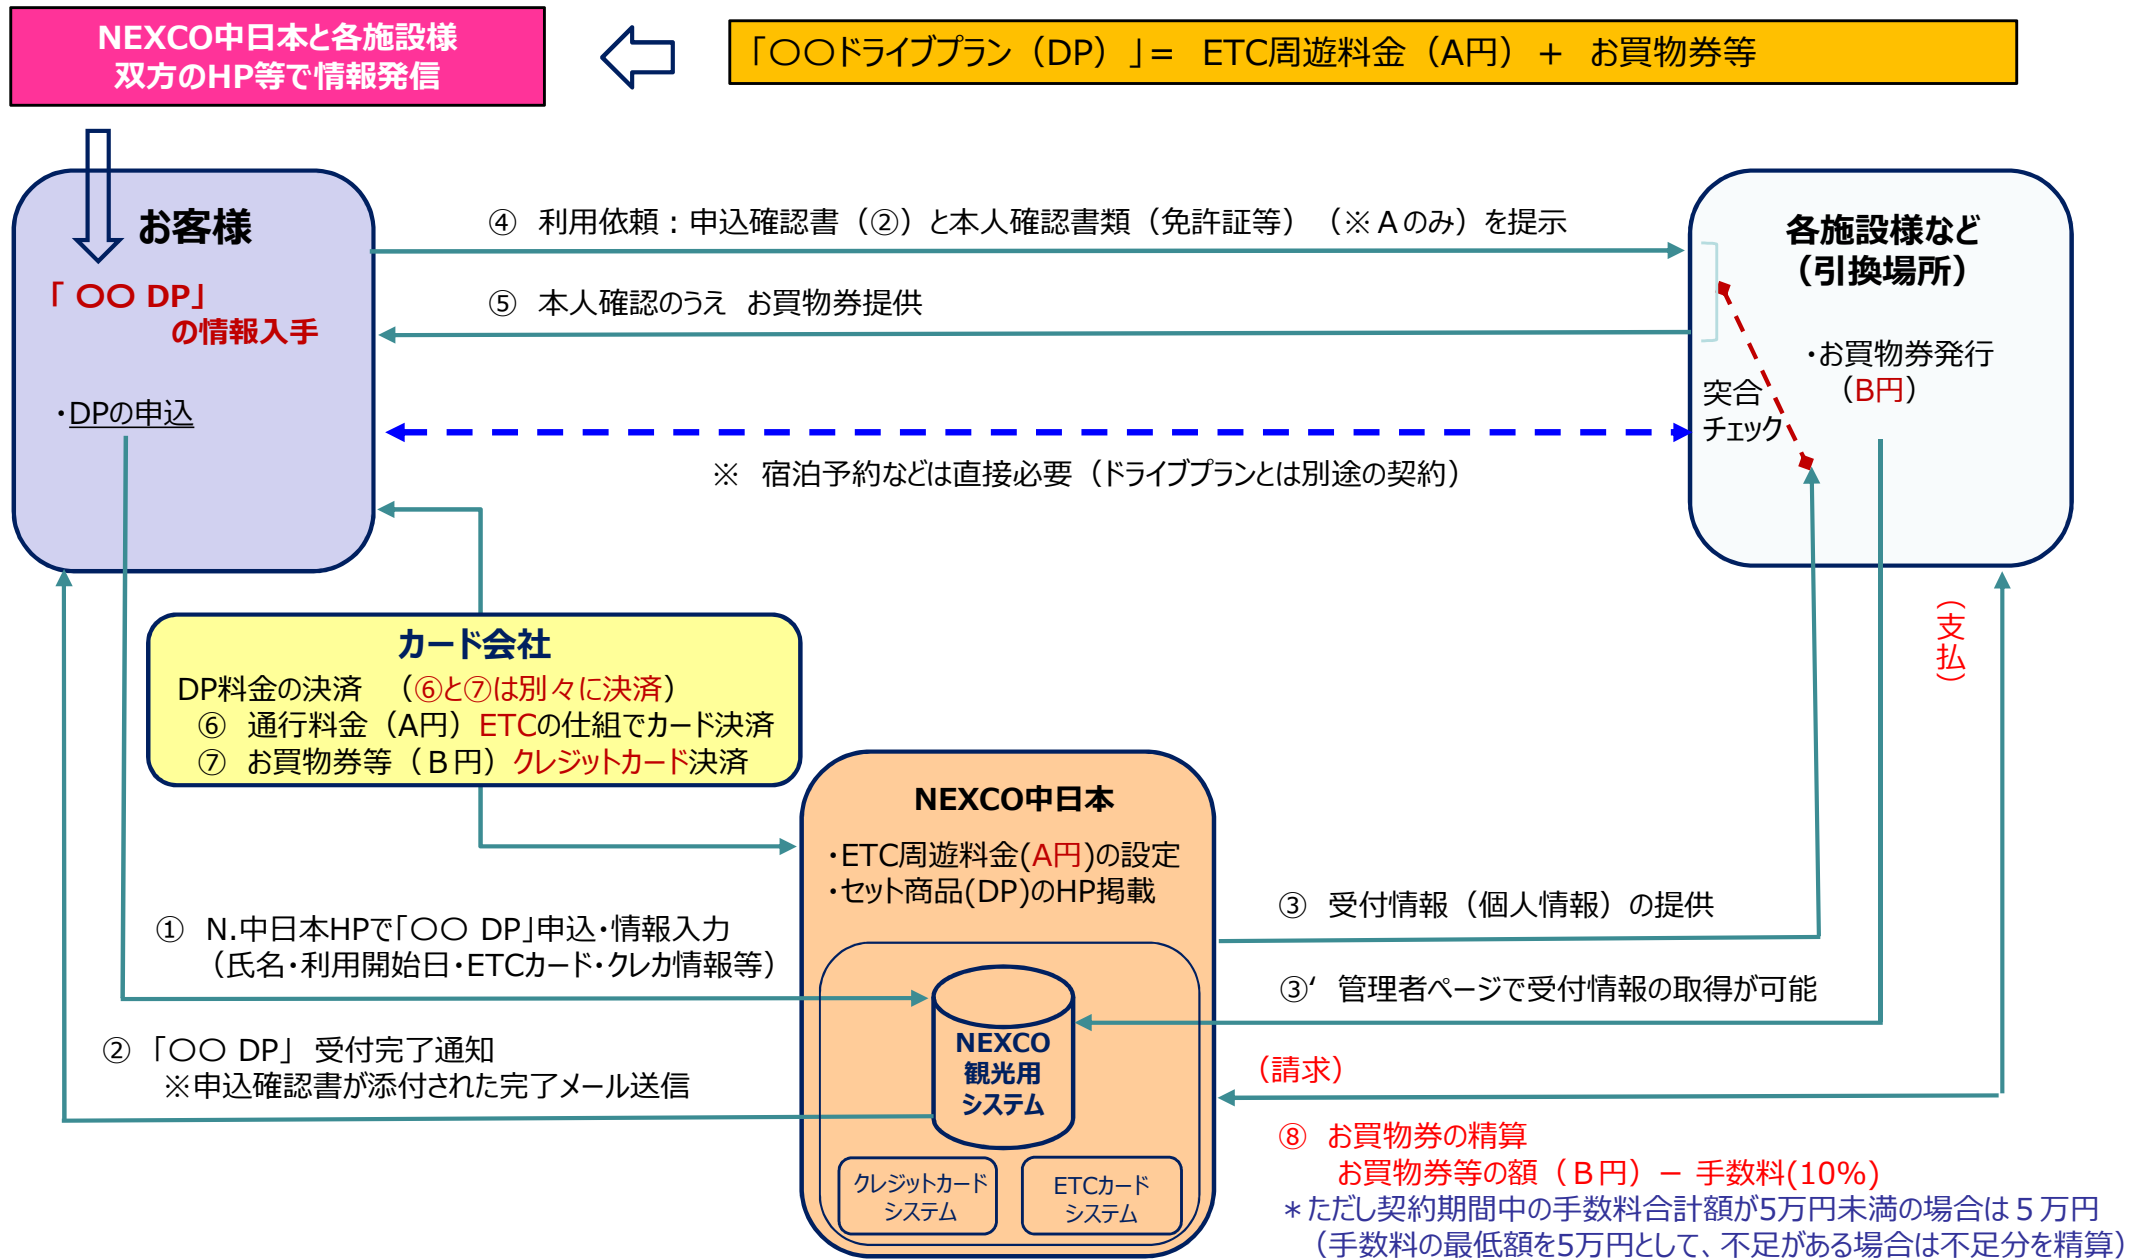 NEXCO中日本と各施設様
双方のHP等で情報発信
「〇〇ドライブプラン（DP）」＝ ETC周遊料金（A円）＋ お買物券等
お客様
「 〇〇 DP」
の情報入手
・DPの申込
④ 利用依頼：申込確認書（②）と本人確認書類（免許証等）（※Ａのみ）を提示
⑤ 本人確認のうえ お買物券提供
※ 宿泊予約などは直接必要（ドライブプランとは別途の契約）
各施設様など
（引換場所）
・お買物券発行
（B円）
突合
チェック
（支払）
カード会社
DP料金の決済 （⑥と⑦は別々に決済）
⑥ 通行料金（A円）ETCの仕組でカード決済
⑦ お買物券等（Ｂ円）クレジットカード決済
NEXCO中日本
・ETC周遊料金(A円)の設定
・セット商品(DP)のHP掲載
① N.中日本HPで「〇〇 DP」申込・情報入力
（氏名・利用開始日・ETCカード・クレカ情報等）
② 「〇〇 DP」 受付完了通知
※申込確認書が添付された完了メール送信
NEXCO
観光用
システム
クレジットカード
システム
ETCカード
システム
③ 受付情報（個人情報）の提供
③‘ 管理者ページで受付情報の取得が可能
（請求）
⑧ お買物券の精算
お買物券等の額（Ｂ円）－ 手数料(10%)
＊ただし契約期間中の手数料合計額が5万円未満の場合は５万円
（手数料の最低額を5万円として、不足がある場合は不足分を精算）